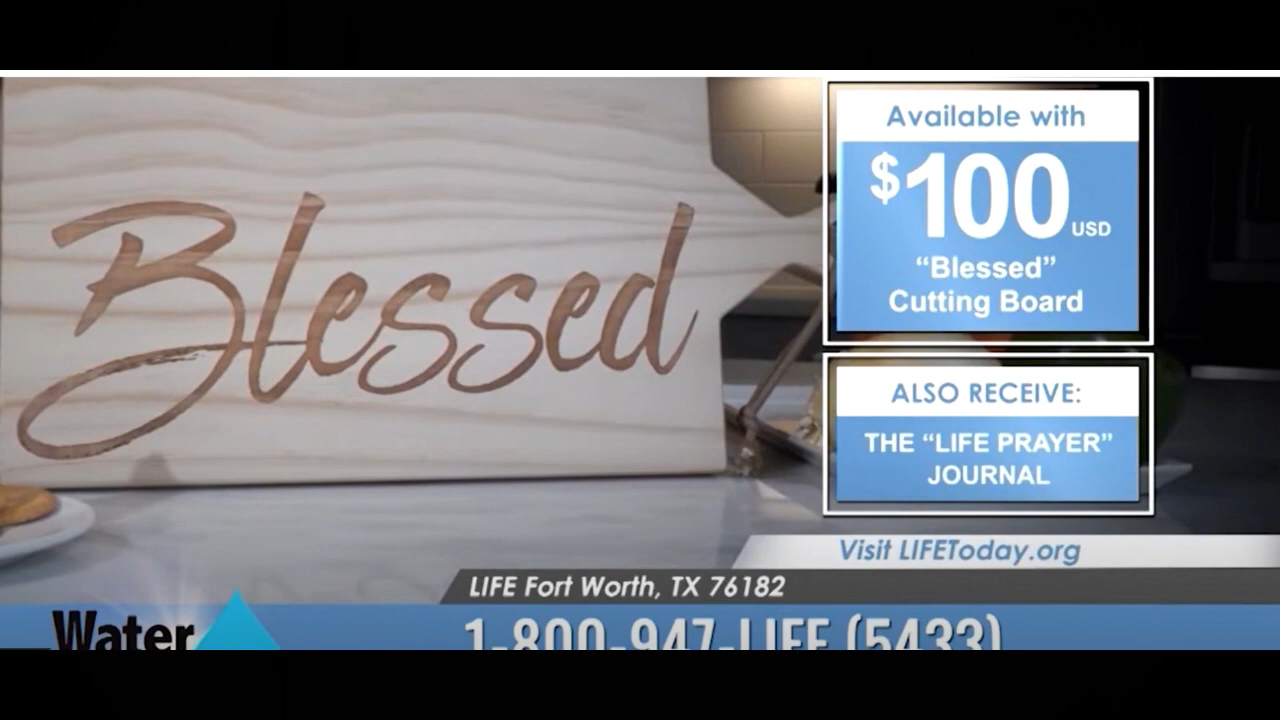 Blessed
Available with
$100 USD
“Blessed”
Cutting Board
ALSO RECEIVE:
THE “LIFE PRAYER”
JOURNAL
Visit LIFEToday.org
LIFE Fort Worth, TX 76182
Water
1-800-947-LIFE (5433)